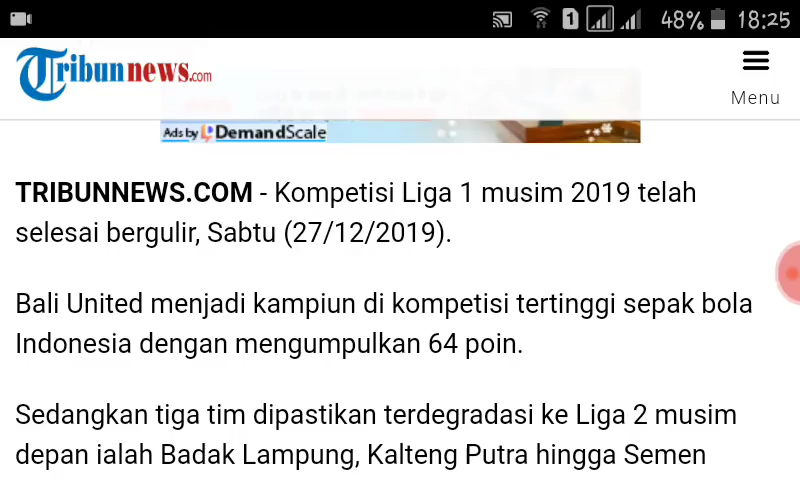 1 48% 18:25
Tribunnews.com
Menu
Ads by DemandScale
TRIBUNNEWS.COM - Kompetisi Liga 1 musim 2019 telah
selesai bergulir, Sabtu (27/12/2019).
Bali United menjadi kampiun di kompetisi tertinggi sepak bola
Indonesia dengan mengumpulkan 64 poin.
Sedangkan tiga tim dipastikan terdegradasi ke Liga 2 musim
depan ialah Badak Lampung, Kalteng Putra hingga Semen